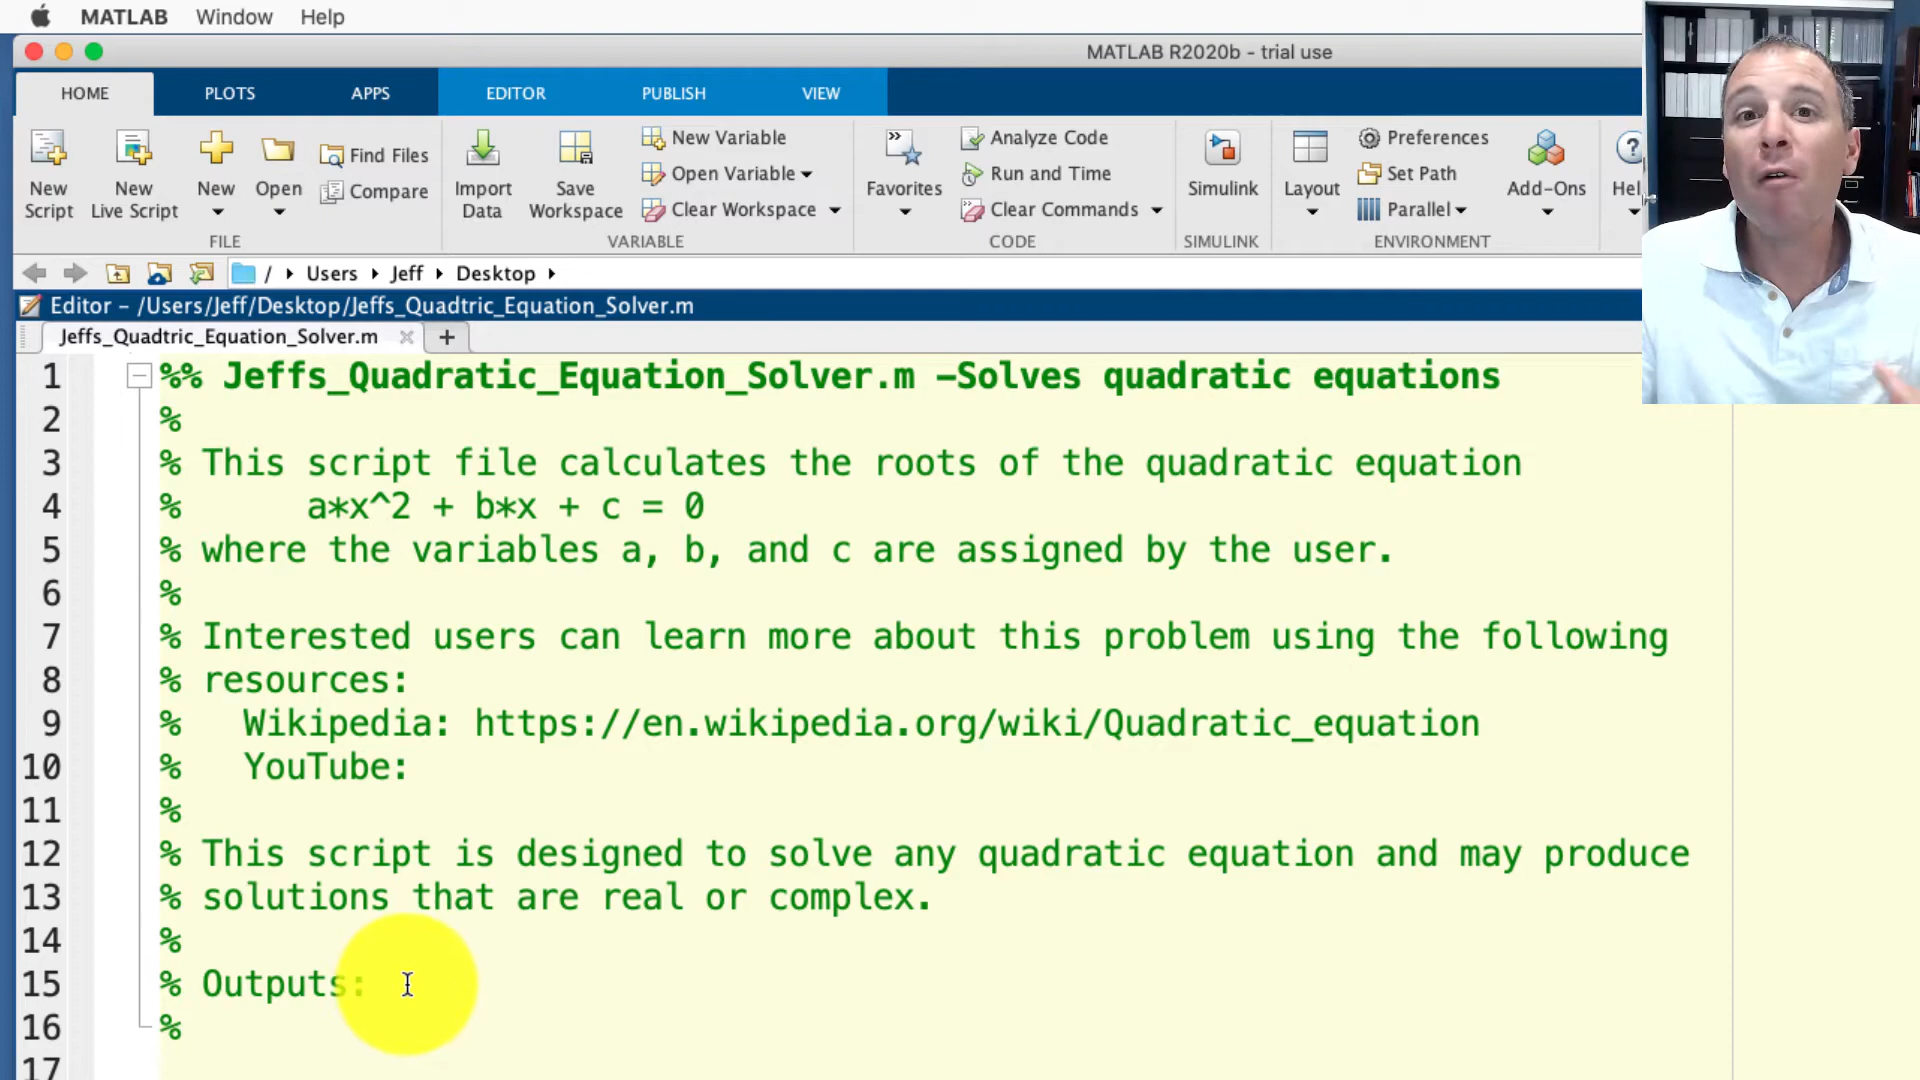 MATLAB Window Help
MATLAB R2020b - trial use
HOME PLOTS APPS EDITOR PUBLISH VIEW
New Script
New Live Script
New
Open
Find Files
Compare
FILE
Import Data
Save Workspace
New Variable
Open Variable
Clear Workspace
VARIABLE
Favorites
Analyze Code
Run and Time
Clear Commands
CODE
Simulink
SIMULINK
Layout
Preferences
Set Path
Parallel
ENVIRONMENT
Add-Ons
Hel
/ Users Jeff Desktop
Editor - /Users/Jeff/Desktop/Jeffs_Quadtric_Equation_Solver.m
Jeffs_Quadtric_Equation_Solver.m
1 %% Jeffs_Quadratic_Equation_Solver.m -Solves quadratic equations
2 %
3 % This script file calculates the roots of the quadratic equation
4 % a*x^2 + b*x + c = 0
5 % where the variables a, b, and c are assigned by the user.
6 %
7 % Interested users can learn more about this problem using the following
8 % resources:
9 % Wikipedia: https://en.wikipedia.org/wiki/Quadratic_equation
10 % YouTube:
11 %
12 % This script is designed to solve any quadratic equation and may produce
13 % solutions that are real or complex.
14 %
15 % Outputs:
16 %
17